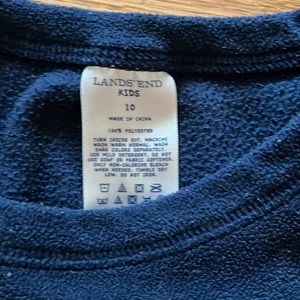 LANDS' END
KIDS
10
MADE IN CHINA
100% POLYESTER
TURN INSIDE OUT. MACHINE
WASH WARM NORMAL. WASH
DARK COLORS SEPARATELY.
USE MILD DETERGENT. DO NOT
USE SOAP OR FABRIC SOFTENER.
ONLY NON-CHLORINE BLEACH
WHEN NEEDED. TUMBLE DRY
LOW. DO NOT IRON.